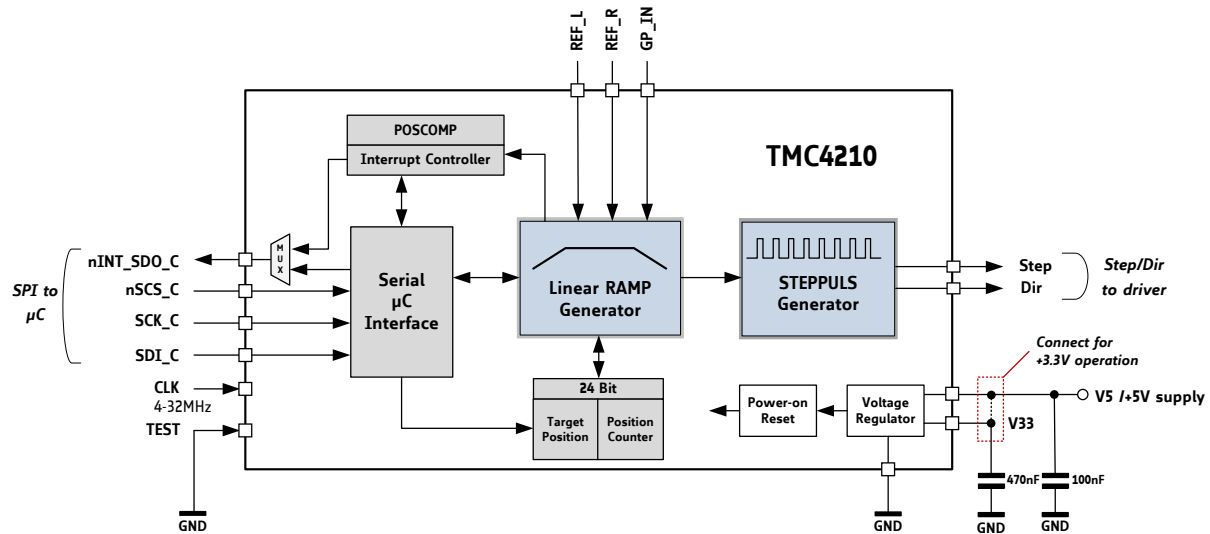 REF_L
REF_R
GP_IN
TMC4210
POSCOMP
Interrupt Controller
MUX
nINT_SDO_C
nSCS_C
SCK_C
SDI_C
SPI to
µC
CLK
4-32MHz
TEST
GND
Serial
µC
Interface
Linear RAMP
Generator
STEPPULS
Generator
Step
Dir
Step/Dir
to driver
24 Bit
Target
Position
Position
Counter
Power-on
Reset
Voltage
Regulator
Connect for
+3.3V operation
V5 /+5V supply
V33
470nF
100nF
GND
GND
GND